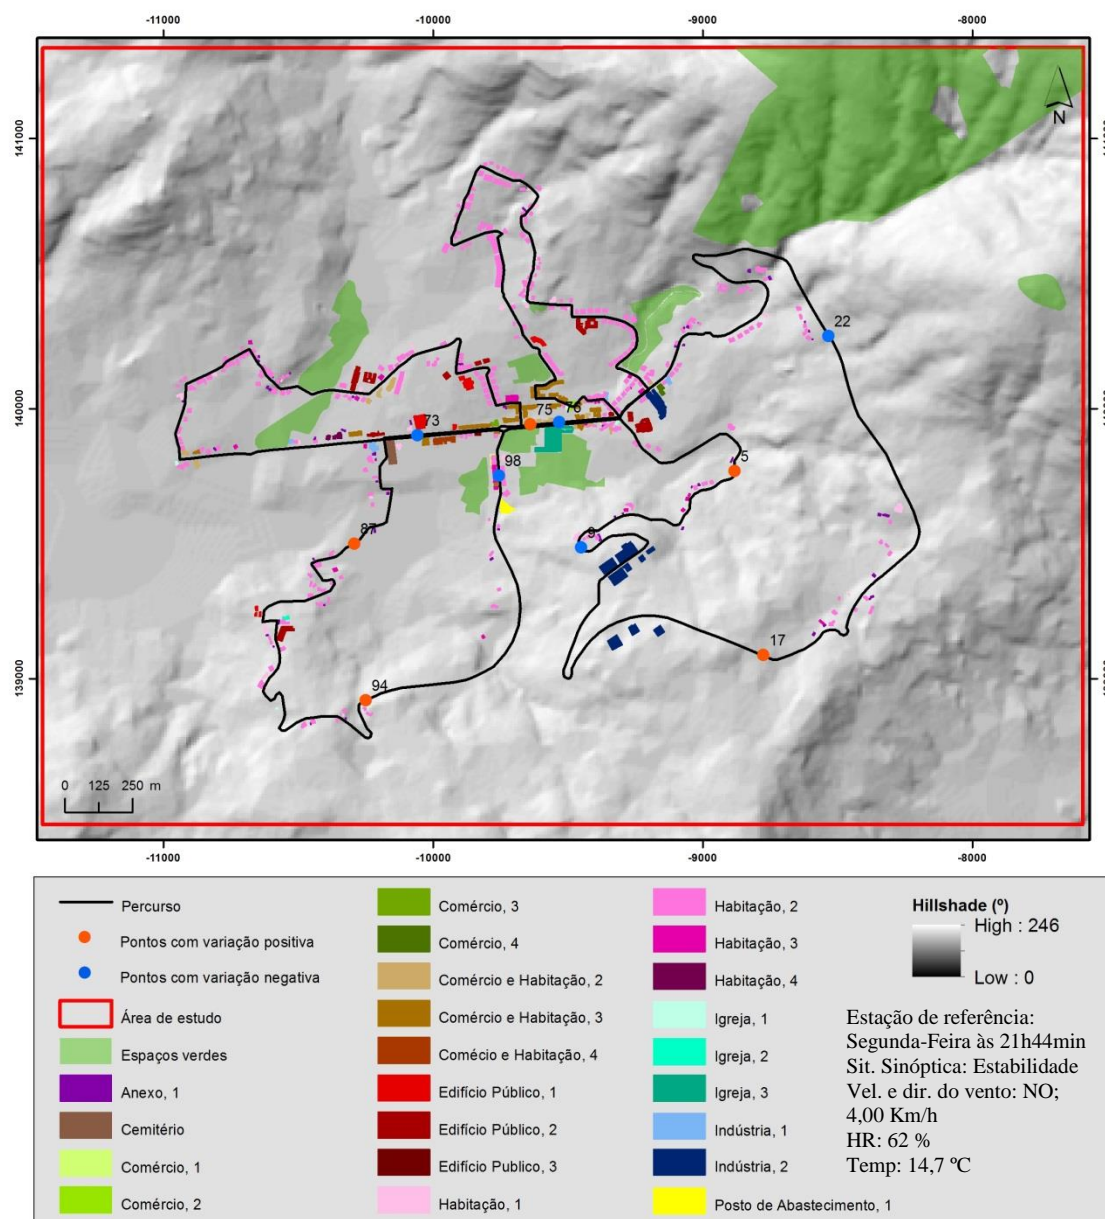 -11000 -10000 -9000 -8000
141000
N
22
140000
73
75
76
98
5
87
9
17
139000
94
0 125 250 m
-11000 -10000 -9000 -8000
Percurso
Pontos com variação positiva
Pontos com variação negativa
Área de estudo
Espaços verdes
Anexo, 1
Cemitério
Comércio, 1
Comércio, 2
Comércio, 3
Comércio, 4
Comércio e Habitação, 2
Comércio e Habitação, 3
Comécio e Habitação, 4
Edifício Público, 1
Edifício Público, 2
Edifício Publico, 3
Habitação, 1
Habitação, 2
Habitação, 3
Habitação, 4
Igreja, 1
Igreja, 2
Igreja, 3
Indústria, 1
Indústria, 2
Posto de Abastecimento, 1
Hillshade (º)
High : 246
Low : 0
Estação de referência:
Segunda-Feira às 21h44min
Sit. Sinóptica: Estabilidade
Vel. e dir. do vento: NO;
4,00 Km/h
HR: 62 %
Temp: 14,7 ºC